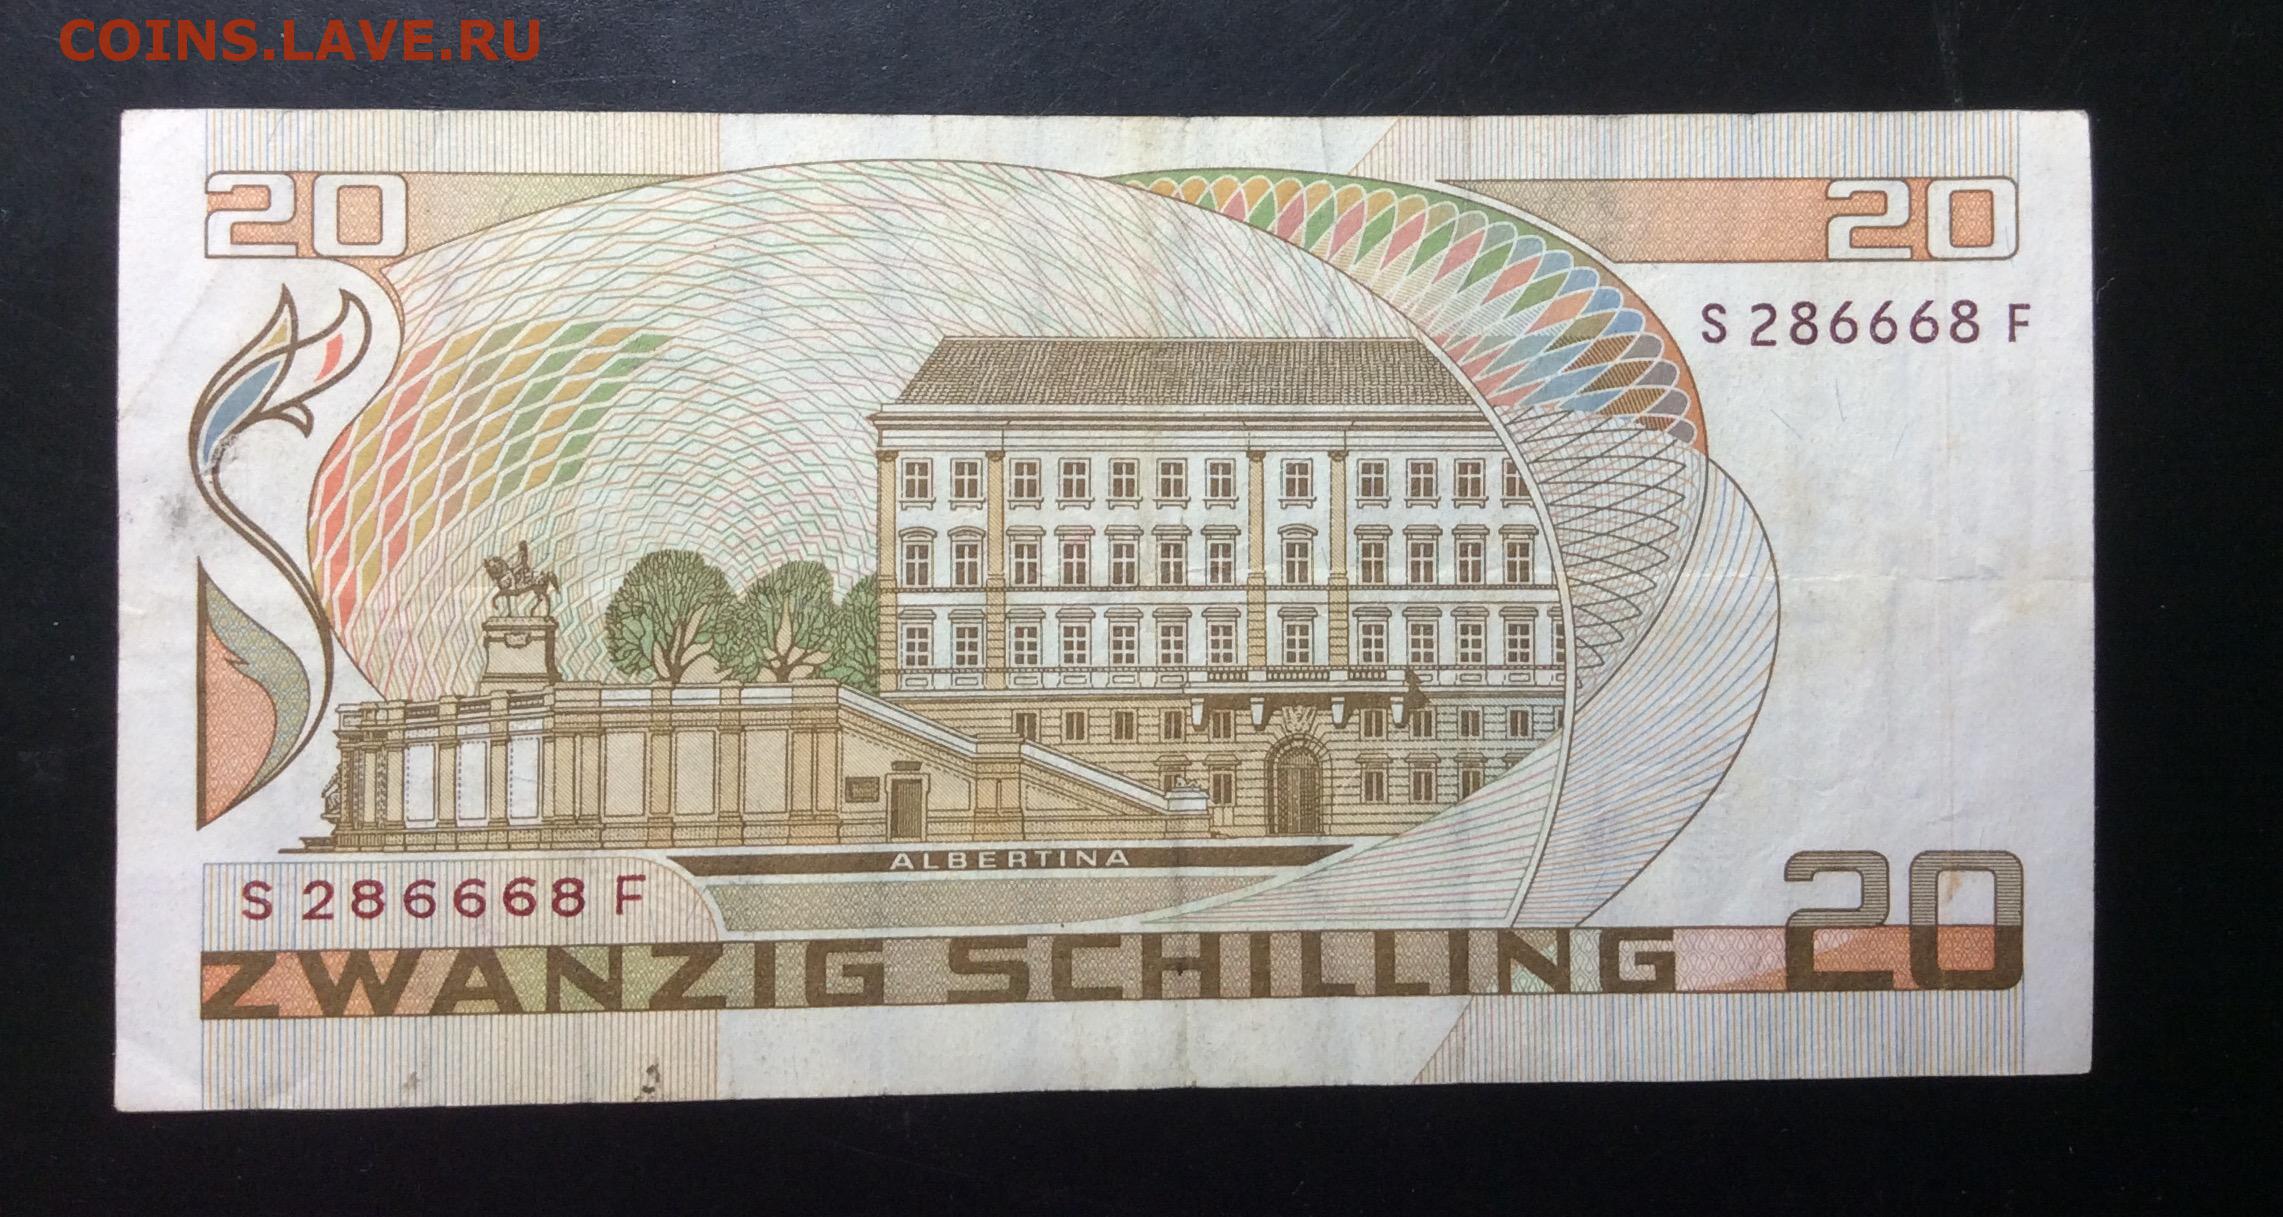 COINS.LAVE.RU
20
20
S 286668 F
ALBERTINA
S 286668 F
20
ZWANZIG SCHILLING